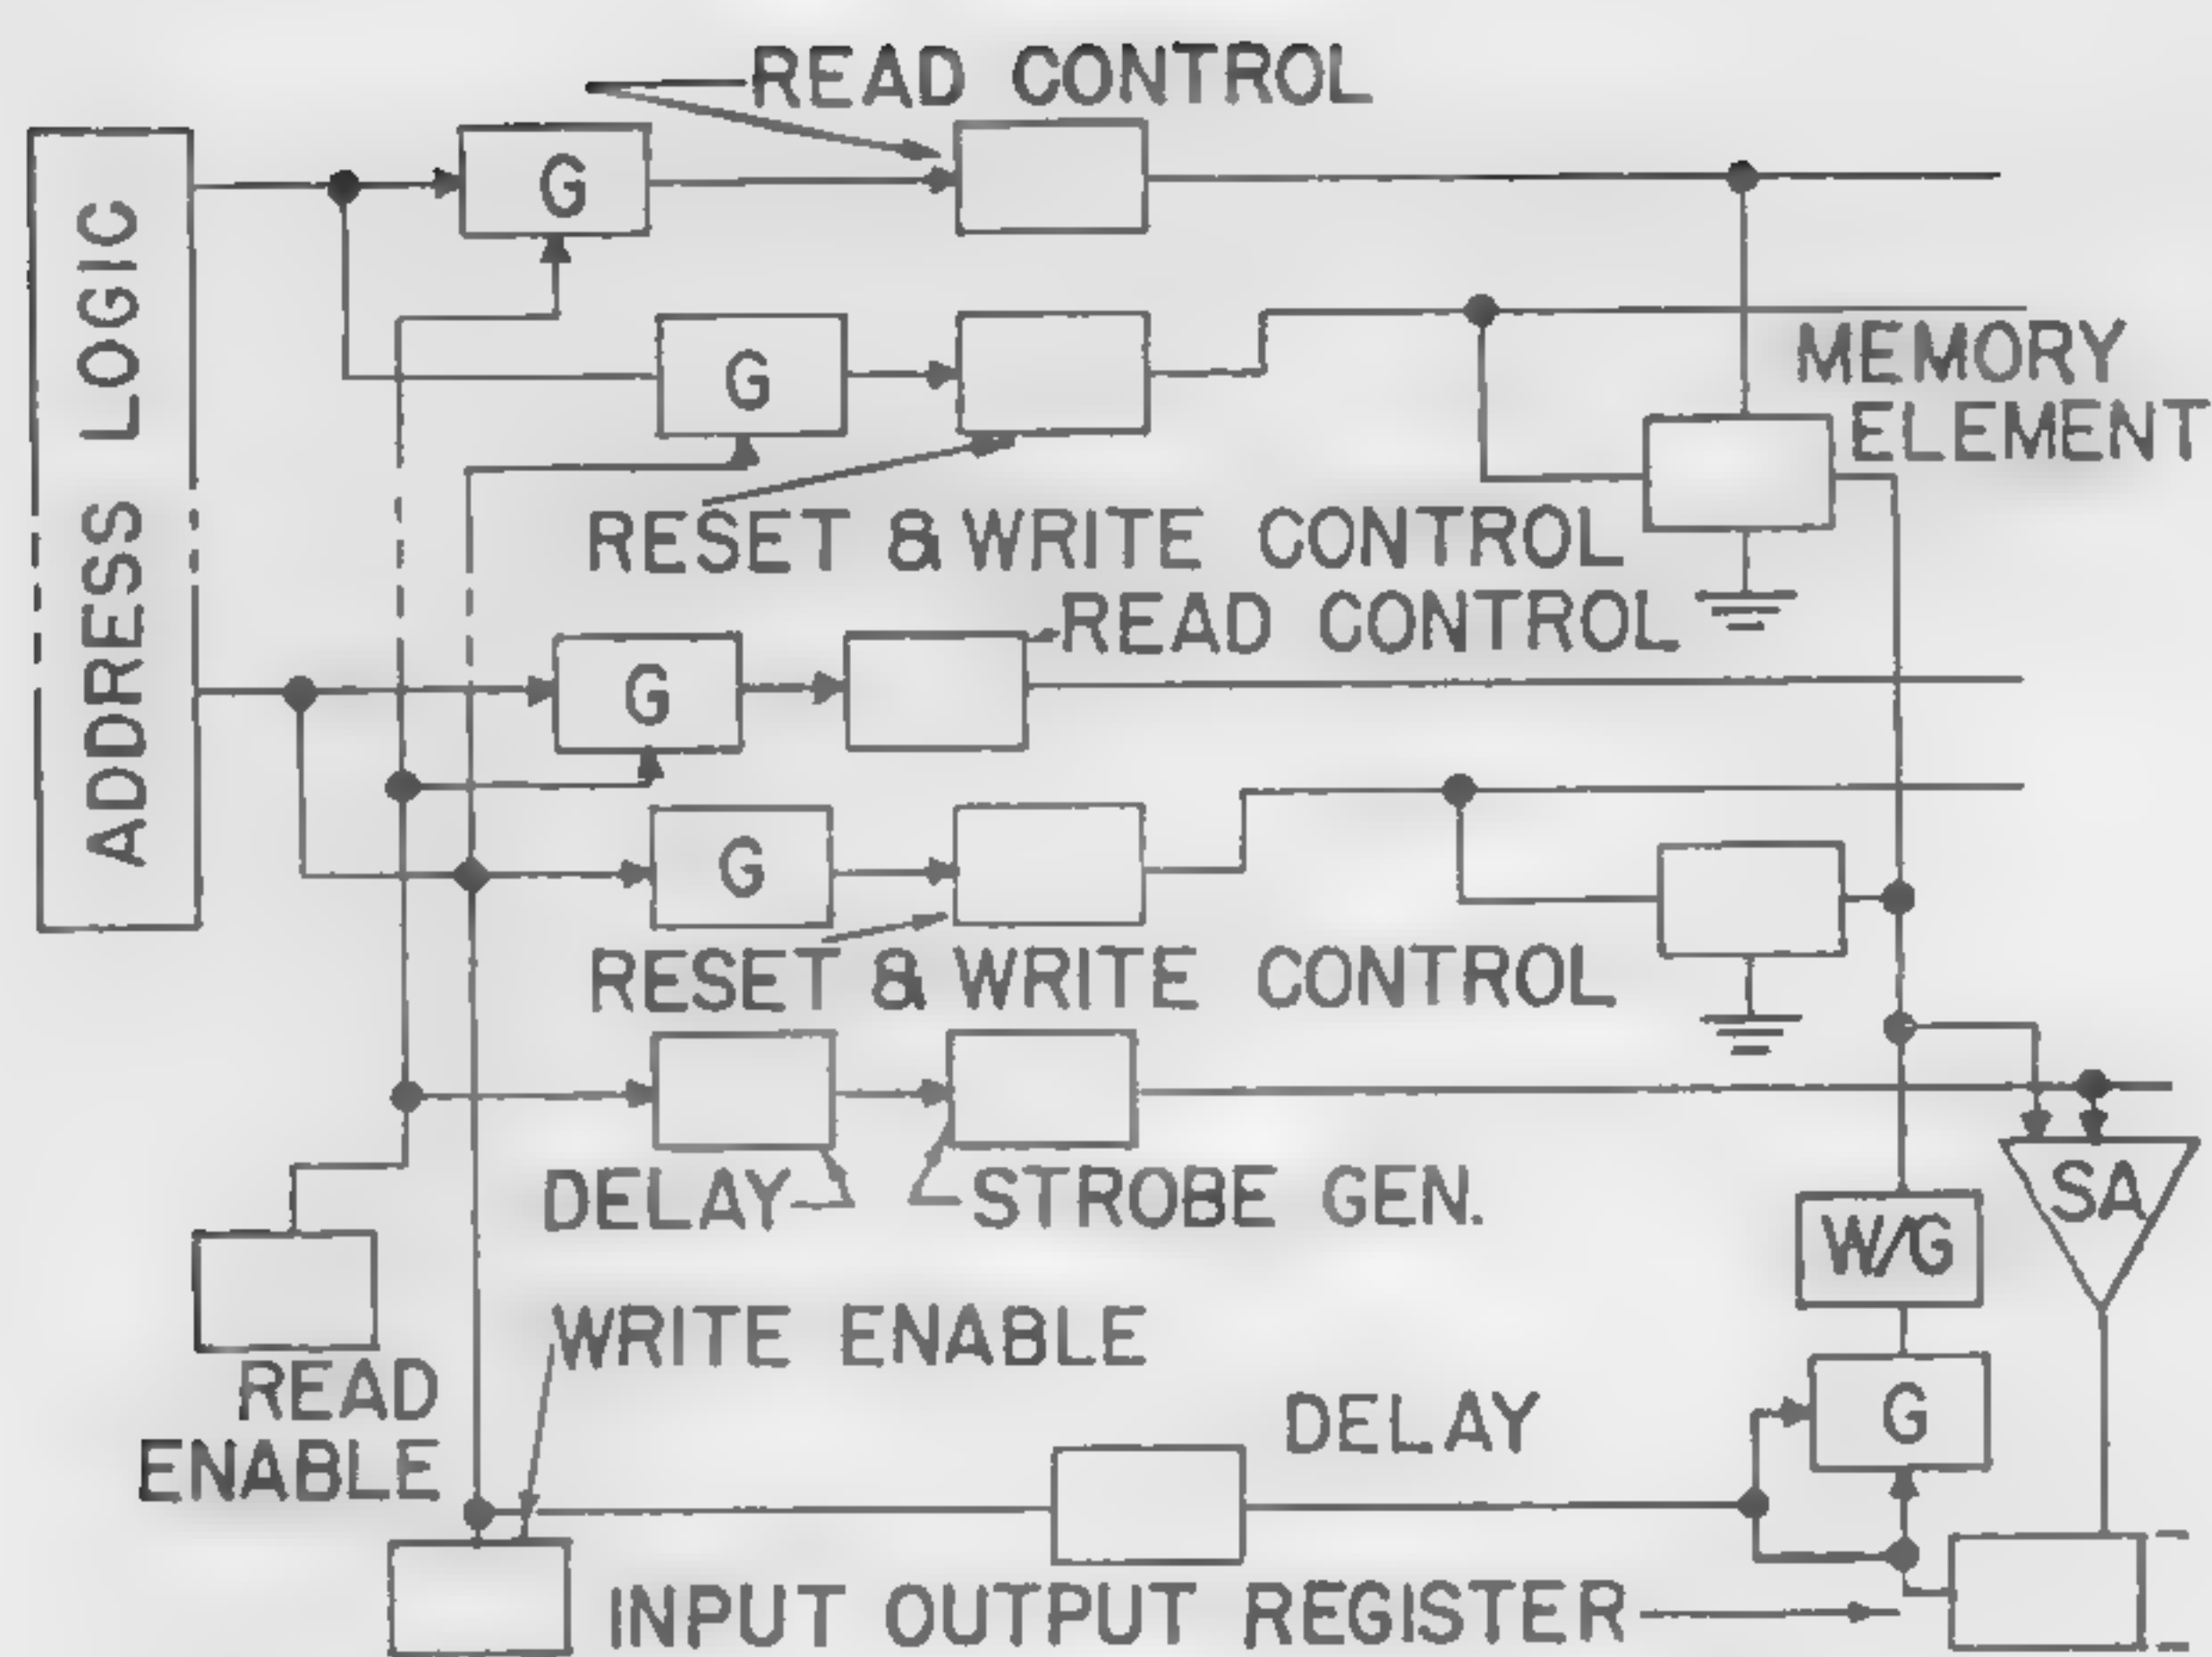 READ CONTROL
ADDRESS LOGIC
G
G
MEMORY
ELEMENT
RESET & WRITE CONTROL
READ CONTROL
G
G
RESET & WRITE CONTROL
DELAY
STROBE GEN.
SA
W/G
WRITE ENABLE
READ
ENABLE
DELAY
G
INPUT OUTPUT REGISTER